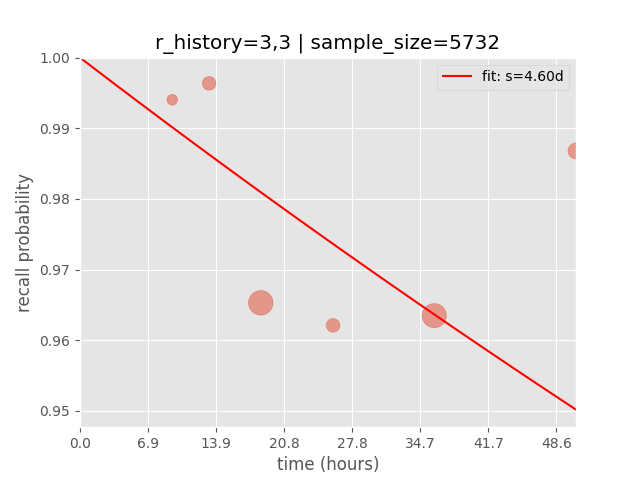 r_history=3,3 | sample_size=5732
fit: s=4.60d
recall probability
1.00
0.99
0.98
0.97
0.96
0.95
0.0 6.9 13.9 20.8 27.8 34.7 41.7 48.6
time (hours)